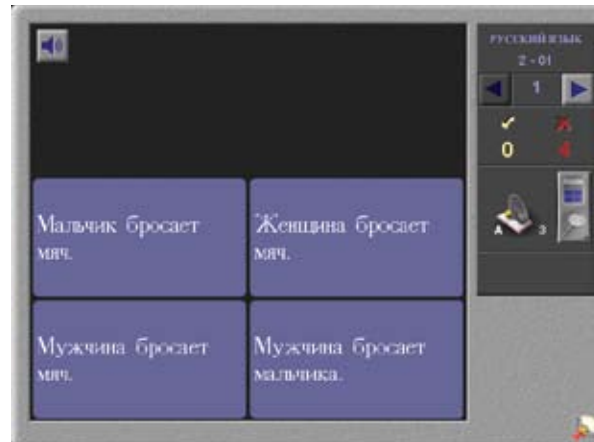 РУССКИЙ ЯЗЫК
2 - 01
1
0 4
A 3
Мальчик бросает
мяч.
Женщина бросает
мяч.
Мужчина бросает
мяч.
Мужчина бросает
мальчика.